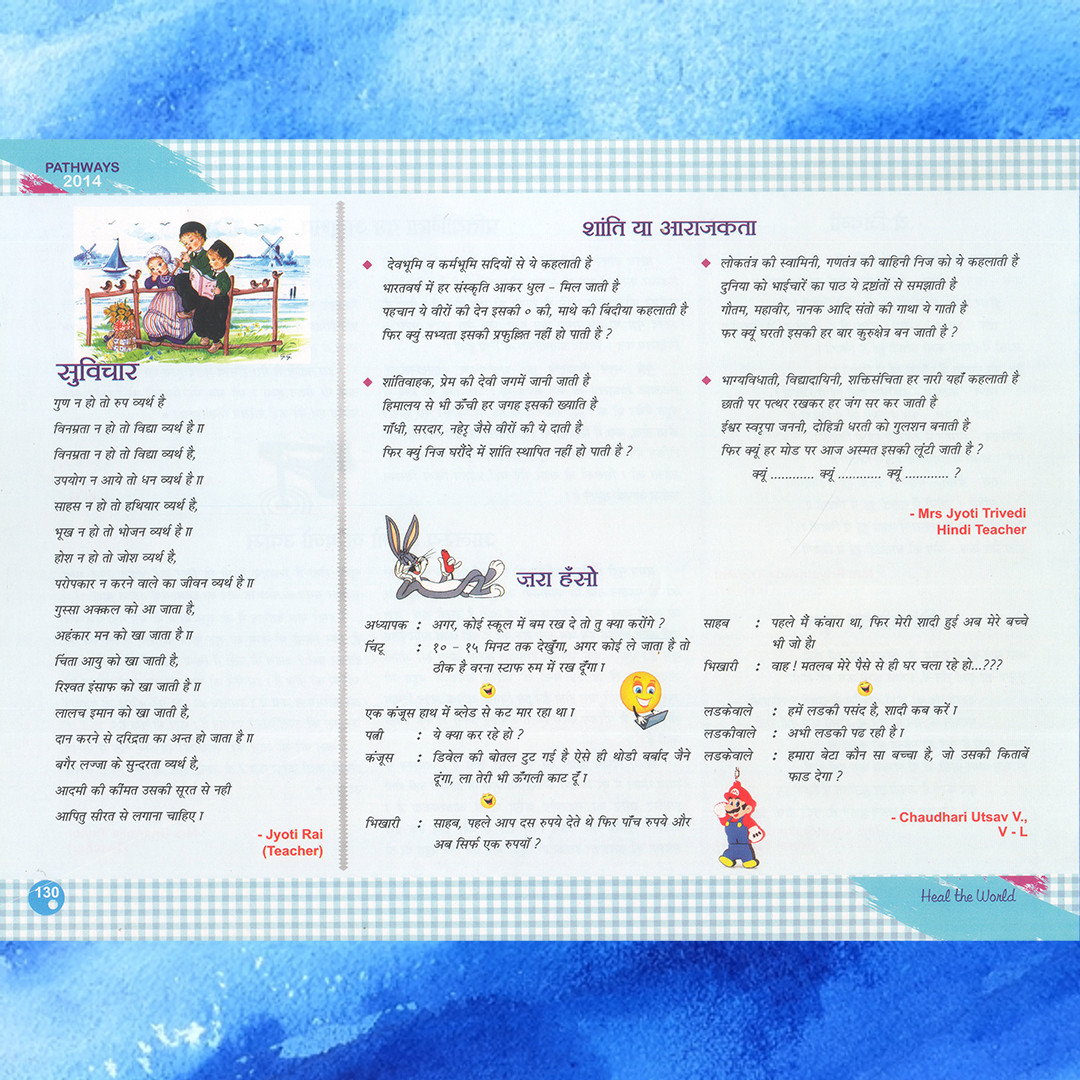 PATHWAYS
2014
सुविचार
गुण न हो तो रुप व्यर्थ है
विनम्रता न हो तो विद्या व्यर्थ है॥
विनम्रता न हो तो विद्या व्यर्थ है,
उपयोग न आये तो धन व्यर्थ है॥
साहस न हो तो हथियार व्यर्थ है,
भूख न हो तो भोजन व्यर्थ है॥
होश न हो तो जोश व्यर्थ है,
परोपकार न करने वाले का जीवन व्यर्थ है॥
गुस्सा अक्कल को आ जाता है,
अहंकार मन को खा जाता है॥
चिंता आयु को खा जाती है,
रिश्वत इंसाफ को खा जाती है॥
लालच इमान को खा जाता है,
दान करने से दरिद्रता का अन्त हो जाता है॥
बगैर लज्जा के सुन्दरता व्यर्थ है,
आदमी की कींमत उसकी सूरत से नही
आपितु सीरत से लगाना चाहिए।
- Jyoti Rai
(Teacher)
शांति या आराजकता
देवभूमि व कर्मभूमि सदियों से ये कहलाती है
भारतवर्ष में हर संस्कृति आकर धुल – मिल जाती है
पहचान ये वीरों को देन इसकी ० की, माथे की बिंदीया कहलाती है
फिर क्युं सभ्यता इसकी प्रफुल्लित नहीं हो पाती है ?
शांतिवाहक, प्रेम की देवी जगमें जानी जाती है
हिमालय से भी ऊँची हर जगह इसकी ख्याति है
गाँधी, सरदार, नहेरू जैसे वीरों को ये दाती है
फिर क्युं निज घरौंदे में शांति स्थापित नहीं हो पाती है ?
लोकतंत्र की स्वामिनी, गणतंत्र की बाहिनी निज को ये कहलाती है
दुनिया को भाईचारें का पाठ ये द्रष्टांतों से समझाती है
गौतम, महावीर, नानक आदि संतो की गाथा ये गाती है
फर क्यूं घरती इसकी हर बार कुरुक्षेत्र बन जाती है ?
भाग्यविधाती, विद्यादायिनी, शक्तिसंचिता हर नारी यहाँ कहलाती है
छाती पर पत्थर रखकर हर जंग सर कर जाती है
ईश्वर स्वरूपा जननी, दोहित्री धरती को गुलशन बनाती है
फिर क्यूं हर मोड पर आज अस्मत इसकी लूंटी जाती है ?
क्यूं ............ क्यूं ............ क्यूं ............ ?
- Mrs Jyoti Trivedi
Hindi Teacher
ज़रा हँसो
अध्यापक : अगर, कोई स्कूल में बम रख दे तो तु क्या करोंगे ?
चिंटू : १० – १५ मिनट तक देखुँगा, अगर कोई ले जाता है तो
ठीक है वरना स्टाफ रुम में रख दूँगा।
एक कंजूस हाथ में ब्लेड से कट मार रहा था।
पत्नी : ये क्या कर रहे हो ?
कंजूस : डिवेल की बोतल टुट गई है ऐसे ही थोडी बर्बाद जैने
दूंगा, ला तेरी भी ऊँगली काट दूँ।
भिखारी : साहब, पहले आप दस रुपये देते थे फिर पाँच रुपये और
अब सिर्फ एक रुपयाँ ?
साहब : पहले मैं कंवारा था, फिर मेरी शादी हुई अब मेरे बच्चे
भी जो है।
भिखारी : वाह ! मतलब मेरे पैसे से ही घर चला रहे हो...???
लडकेवाले : हमें लडकी पसंद है, शादी कब करें।
लडकीवाले : अभी लडकी पढ रही है।
लडकेवाले : हमारा बेटा कौन सा बच्चा है, जो उसकी किताबें
फाड देगा ?
- Chaudhari Utsav V.,
V - L
130
Heal the World